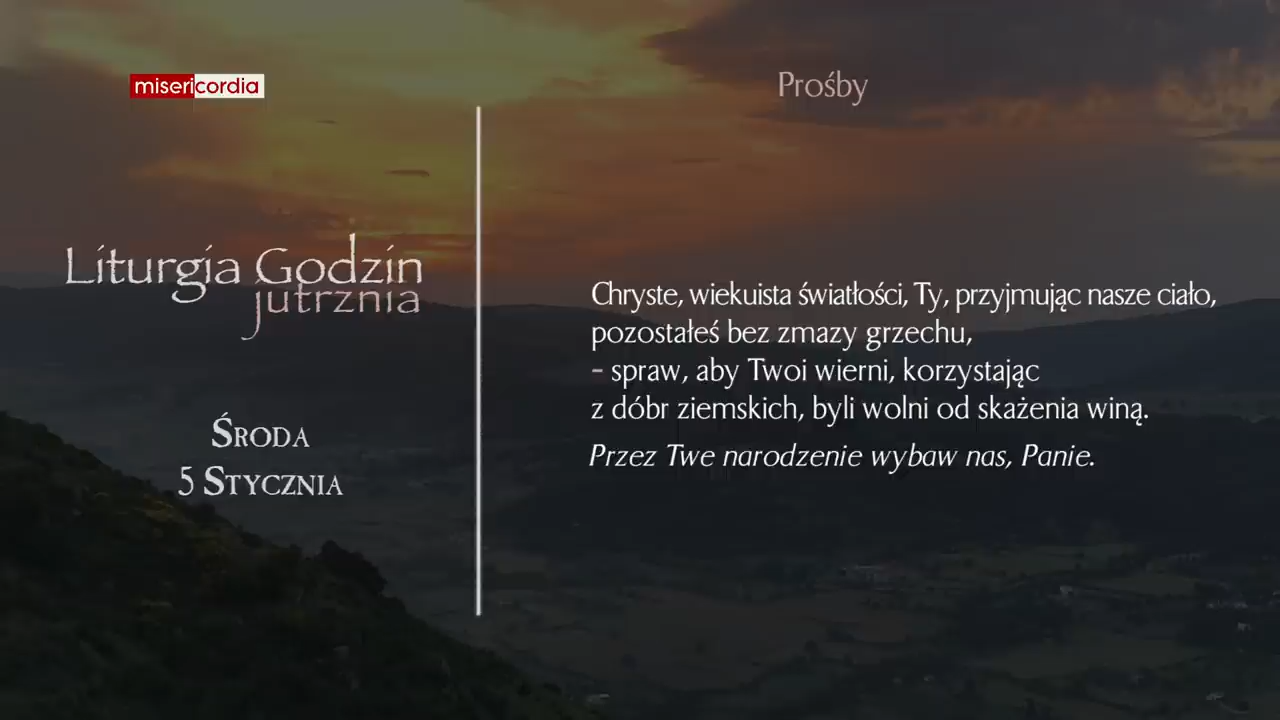 misericordia
Prośby
Liturgia Godzin
jutrznia
Środa
5 Stycznia
Chryste, wiekuista światłości, Ty, przyjmując nasze ciało,
pozostałeś bez zmazy grzechu,
- spraw, aby Twoi wierni, korzystając
z dóbr ziemskich, byli wolni od skażenia winą.
Przez Twe narodzenie wybaw nas, Panie.